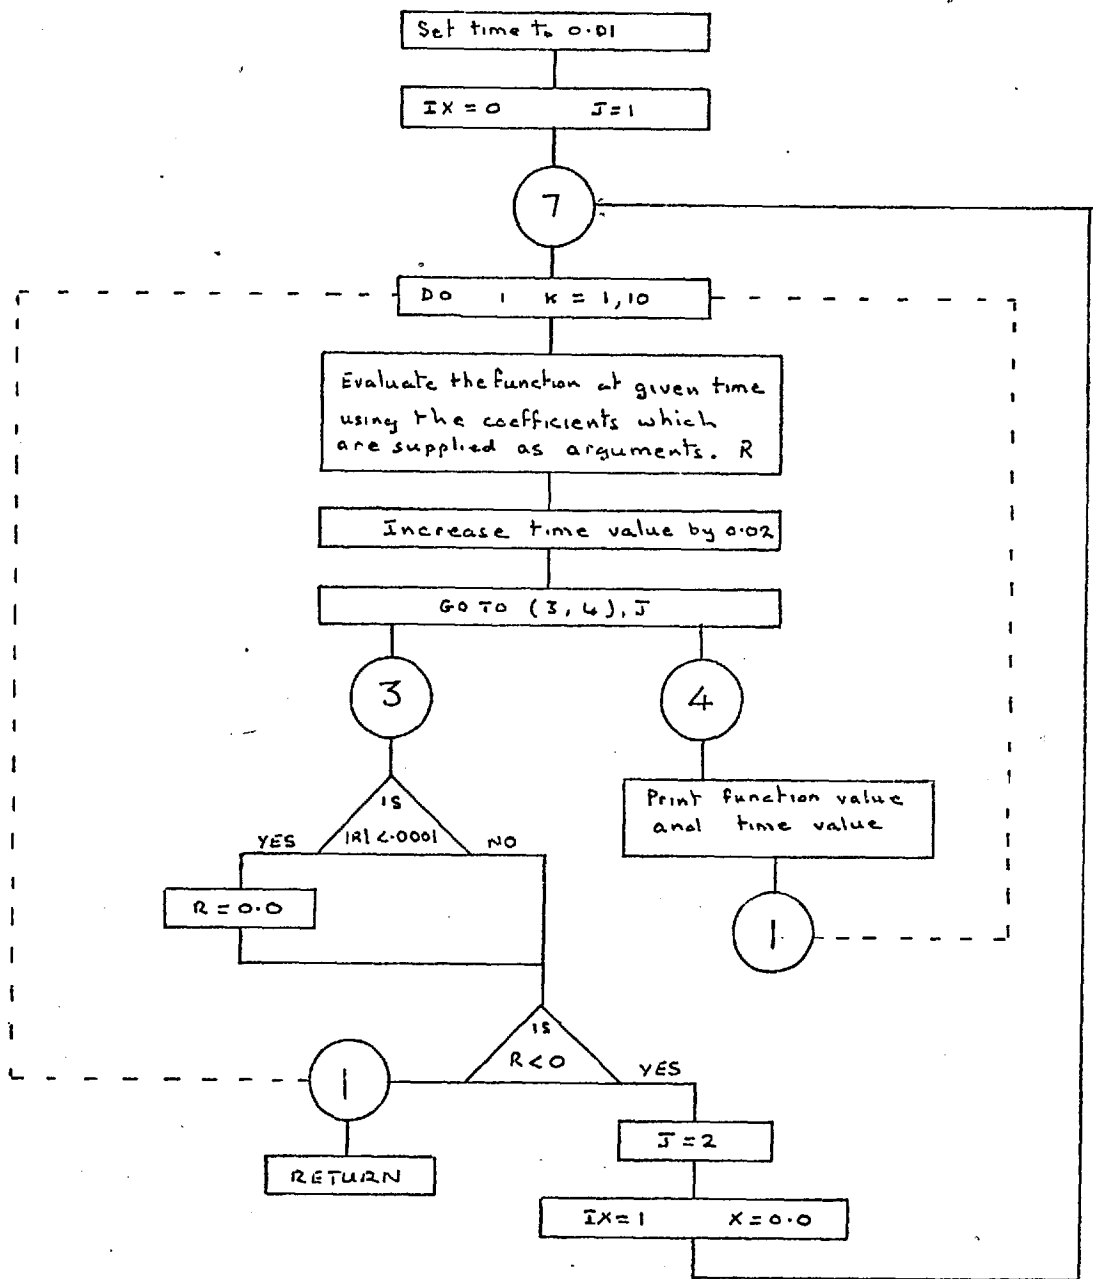 Set time to 0.01
IX = 0 J=1
7
DO 1 K = 1,10
Evaluate the function at given time
using the coefficients which
are supplied as arguments. R
Increase time value by 0.02
GO TO (3, 4), J
3
4
IS
|R| <.0001
YES
NO
Print function value
and time value
R = 0.0
1
IS
R < 0
YES
1
J = 2
RETURN
IX=1 X=0.0